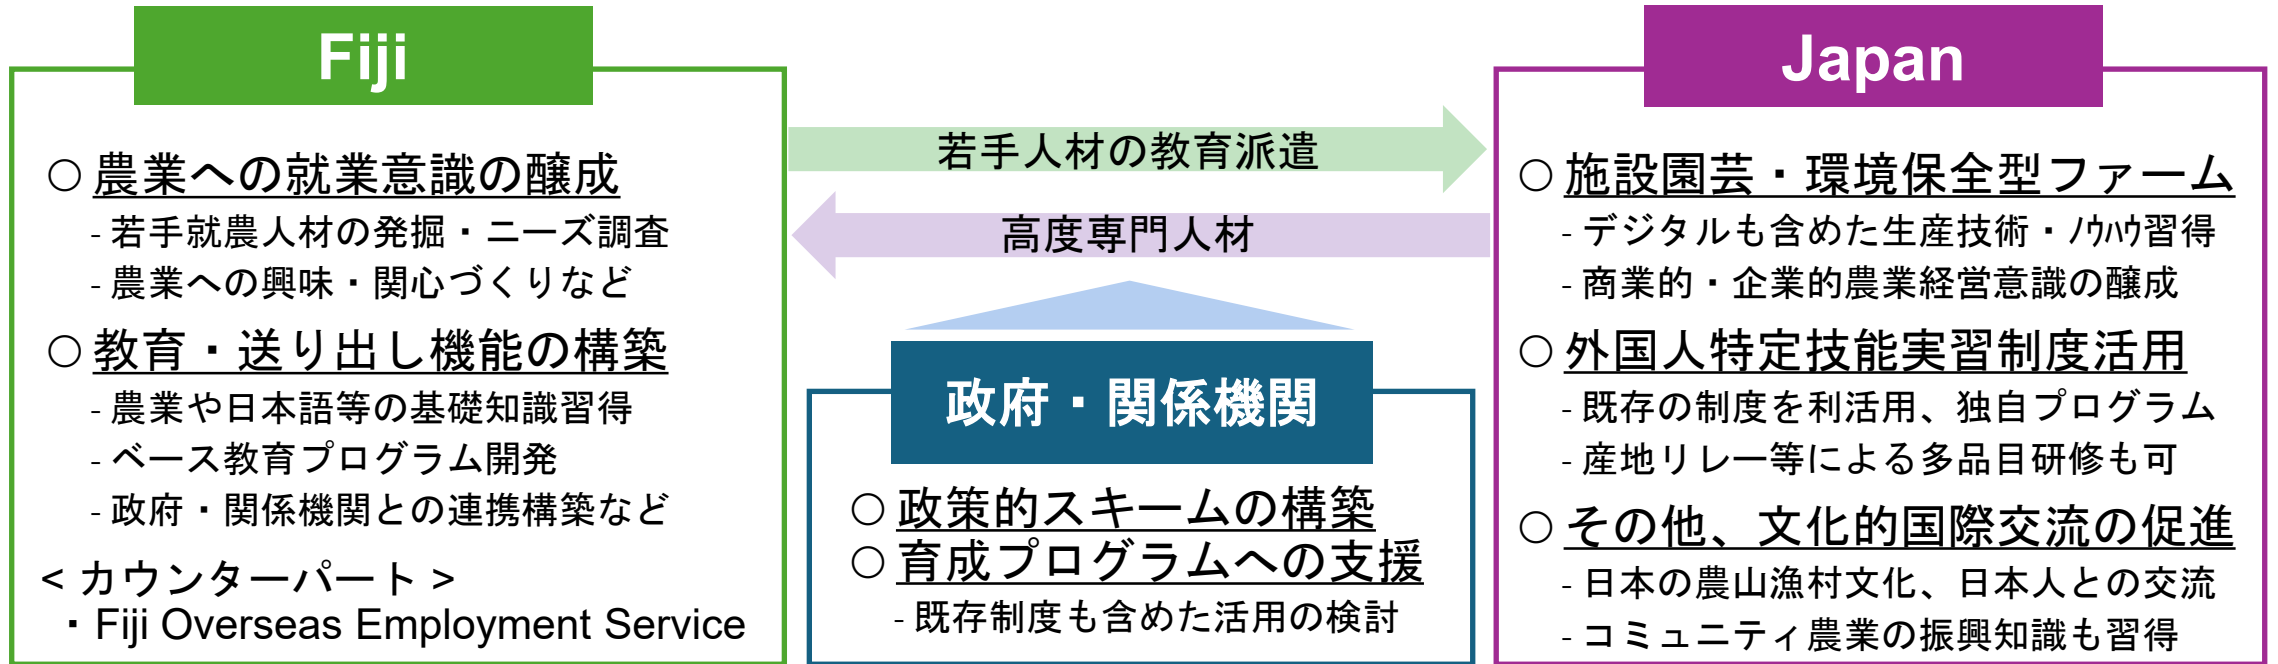 Fiji
○ 農業への就業意識の醸成
- 若手就農人材の発掘・ニーズ調査
- 農業への興味・関心づくりなど
○ 教育・送り出し機能の構築
- 農業や日本語等の基礎知識習得
- ベース教育プログラム開発
- 政府・関係機関との連携構築など
< カウンターパート >
・Fiji Overseas Employment Service
若手人材の教育派遣
高度専門人材
政府・関係機関
○ 政策的スキームの構築
○ 育成プログラムへの支援
- 既存制度も含めた活用の検討
Japan
○ 施設園芸・環境保全型ファーム
- デジタルも含めた生産技術・ﾉｳﾊｳ習得
- 商業的・企業的農業経営意識の醸成
○ 外国人特定技能実習制度活用
- 既存の制度を利活用、独自プログラム
- 産地リレー等による多品目研修も可
○ その他、文化的国際交流の促進
- 日本の農山漁村文化、日本人との交流
- コミュニティ農業の振興知識も習得